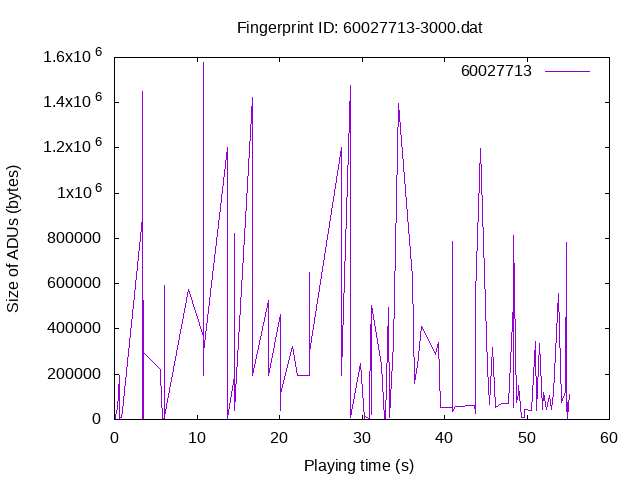 Fingerprint ID: 60027713-3000.dat
1.6x10 6
60027713
1.4x10 6
1.2x10 6
1x10 6
800000
600000
400000
200000
0
Size of ADUs (bytes)
0 10 20 30 40 50 60
Playing time (s)